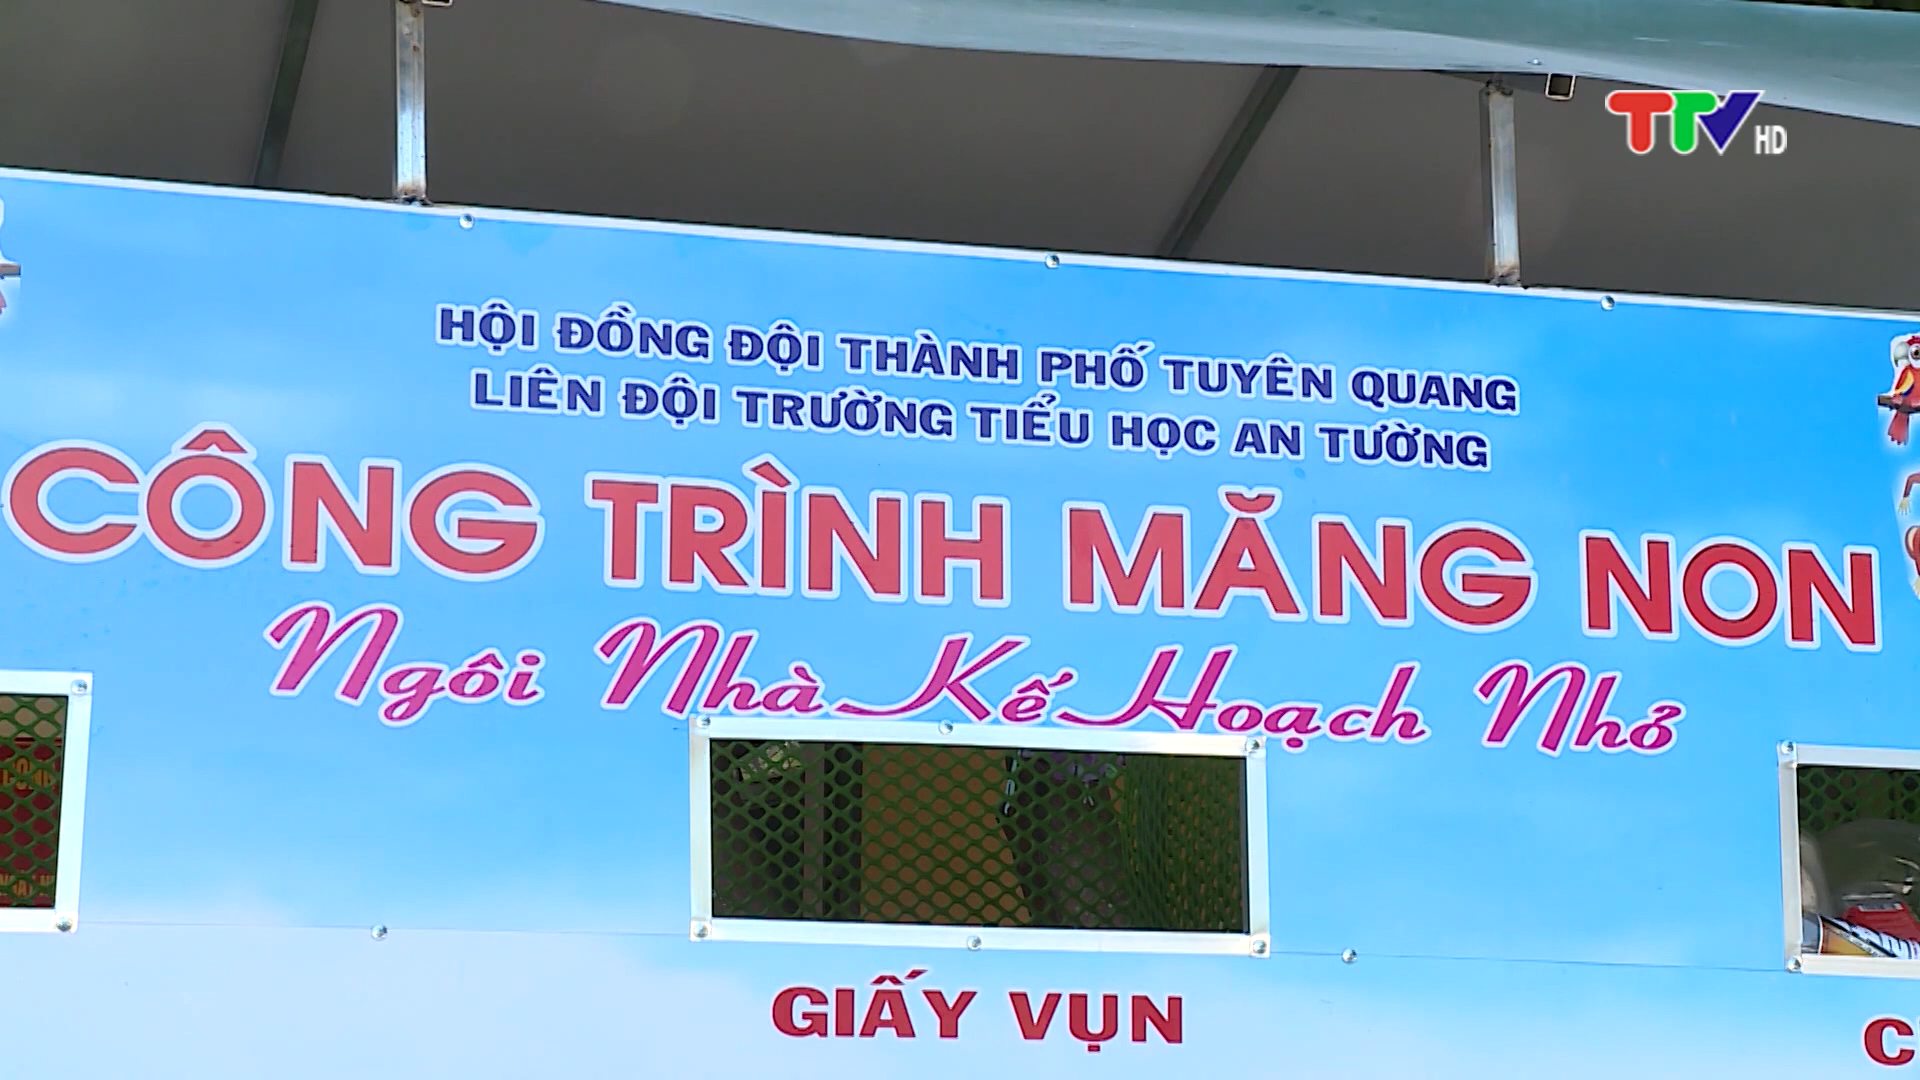 TTV HD
HỘI ĐỒNG ĐỘI THÀNH PHỐ TUYÊN QUANG
LIÊN ĐỘI TRƯỜNG TIỂU HỌC AN TƯỜNG
CÔNG TRÌNH MĂNG NON
Ngôi Nhà Kế Hoạch Nhỏ
GIẤY VỤN